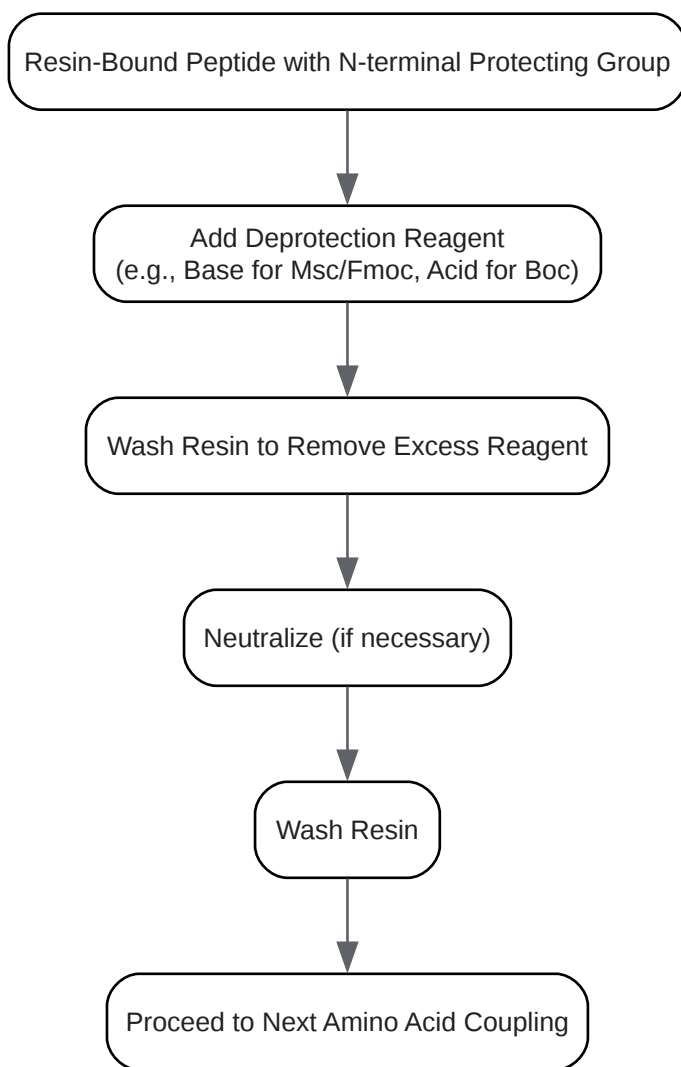 Resin-Bound Peptide with N-terminal Protecting Group
Add Deprotection Reagent
(e.g., Base for Msc/Fmoc, Acid for Boc)
Wash Resin to Remove Excess Reagent
Neutralize (if necessary)
Wash Resin
Proceed to Next Amino Acid Coupling